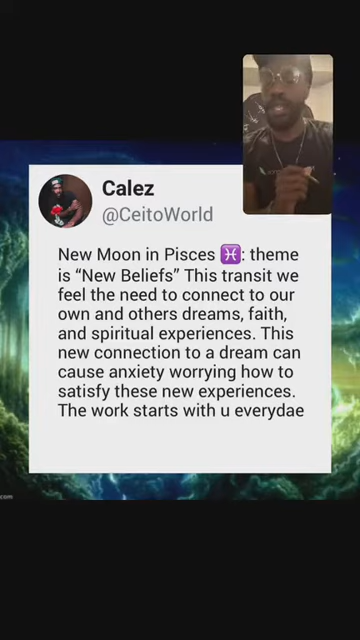 Calez
@CeitoWorld
New Moon in Pisces ♓: theme
is “New Beliefs” This transit we
feel the need to connect to our
own and others dreams, faith,
and spiritual experiences. This
new connection to a dream can
cause anxiety worrying how to
satisfy these new experiences.
The work starts with u everydae
.com